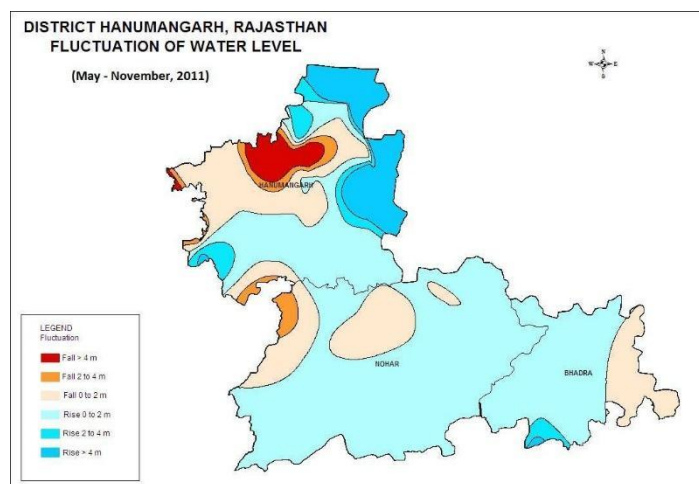 DISTRICT HANUMANGARH, RAJASTHAN
FLUCTUATION OF WATER LEVEL
(May - November, 2011)
N
W E
S
HANUMANGARH
NOHAR
BHADRA
LEGEND
Fluctuation
Fall > 4 m
Fall 2 to 4 m
Fall 0 to 2 m
Rise 0 to 2 m
Rise 2 to 4 m
Rise > 4 m